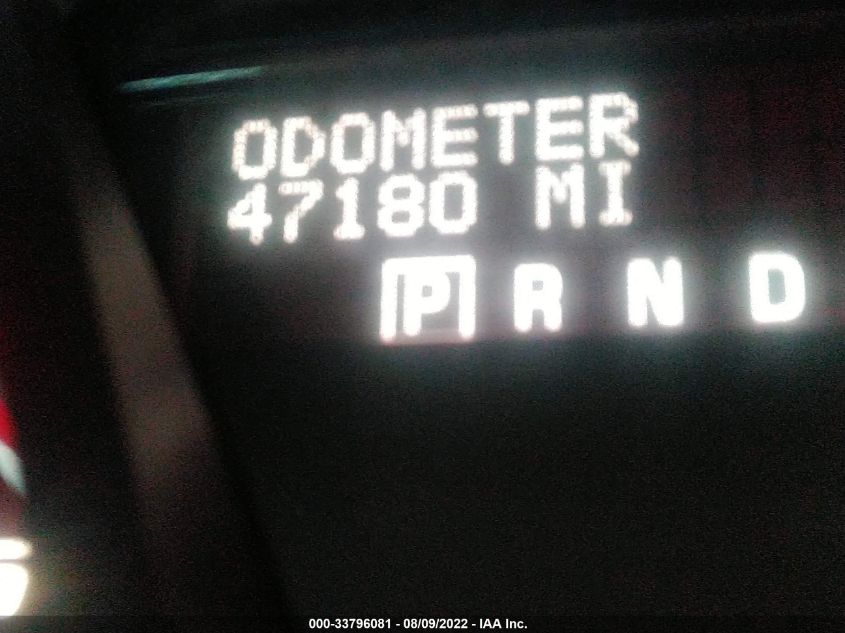 ODOMETER
47180 MI
P R N D
000-33796081 - 08/09/2022 - IAA Inc.